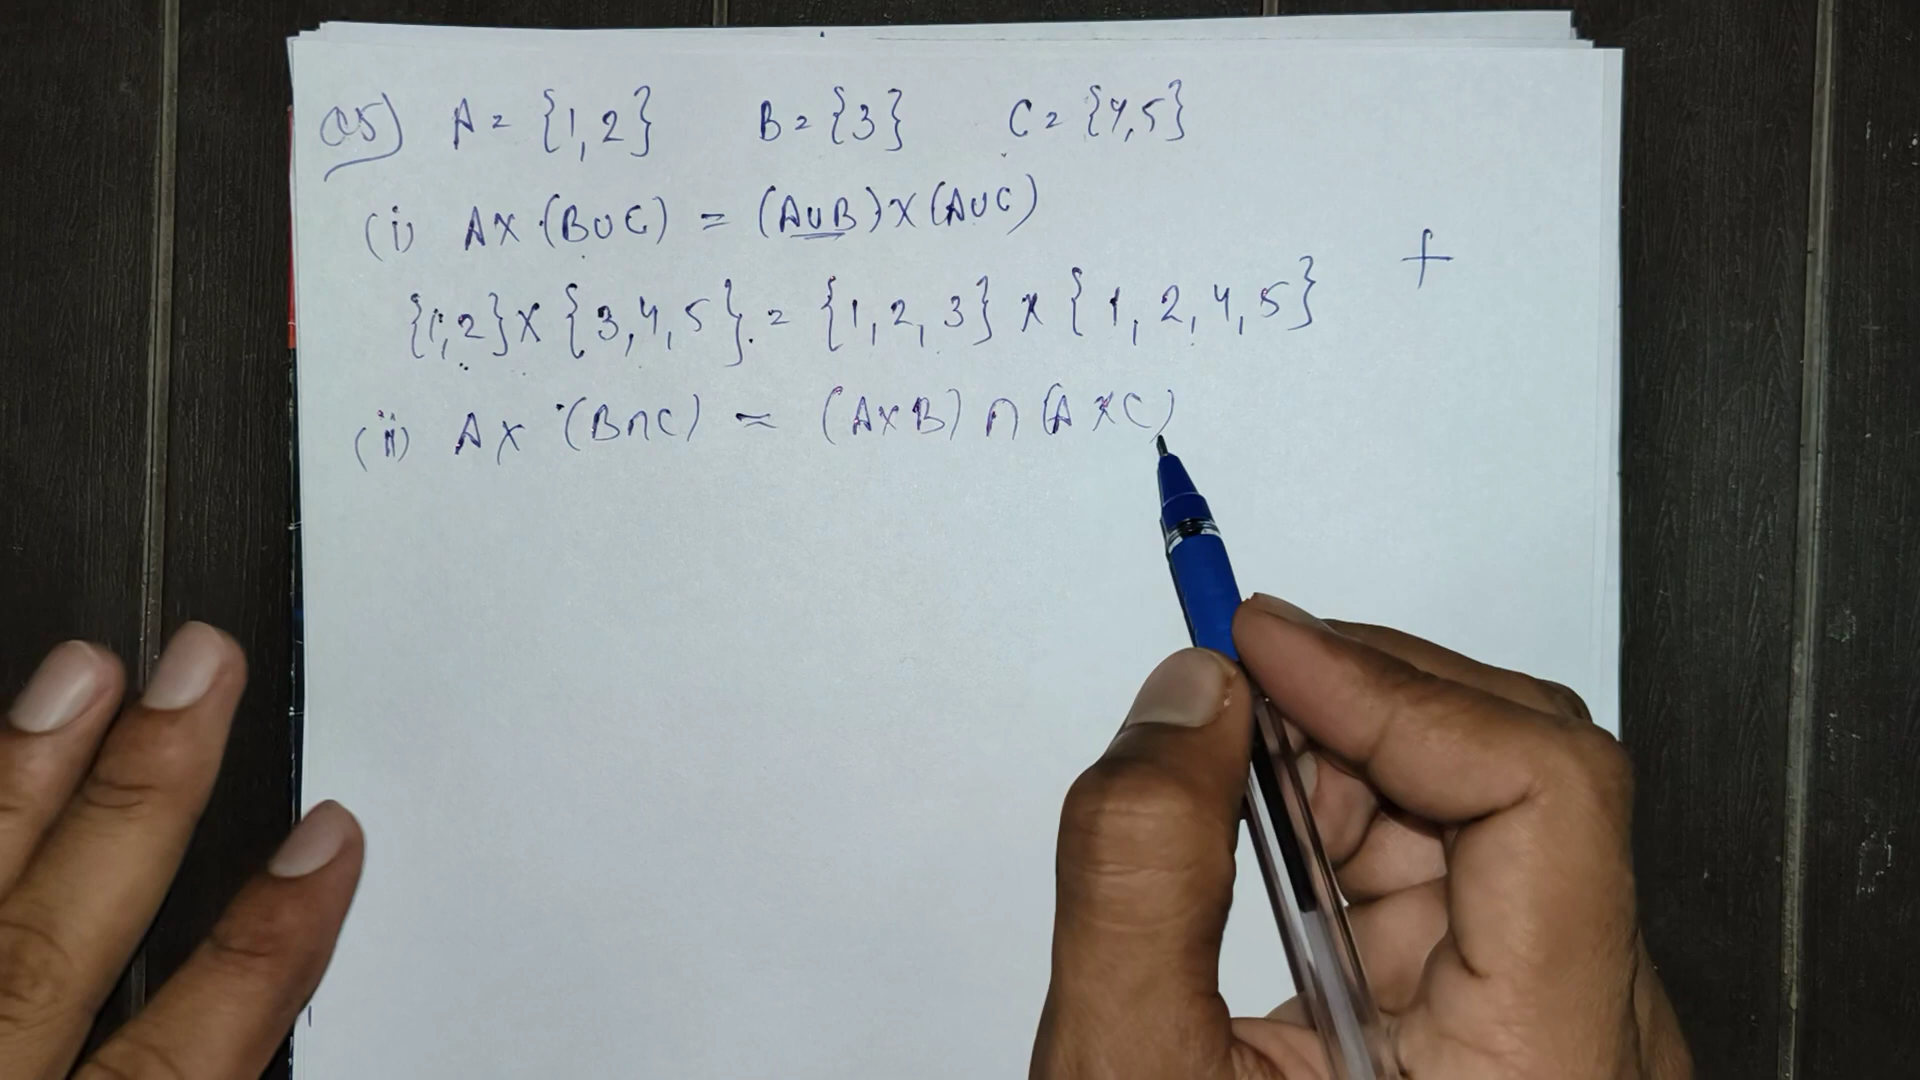 Q5) A = {1, 2} B = {3} C = {4, 5}
(i) A × (B ∪ C) = (A ∪ B) × (A ∪ C)
{1, 2} × {3, 4, 5} = {1, 2, 3} × {1, 2, 4, 5} F
(ii) A × (B ∩ C) = (A × B) ∩ (A × C)